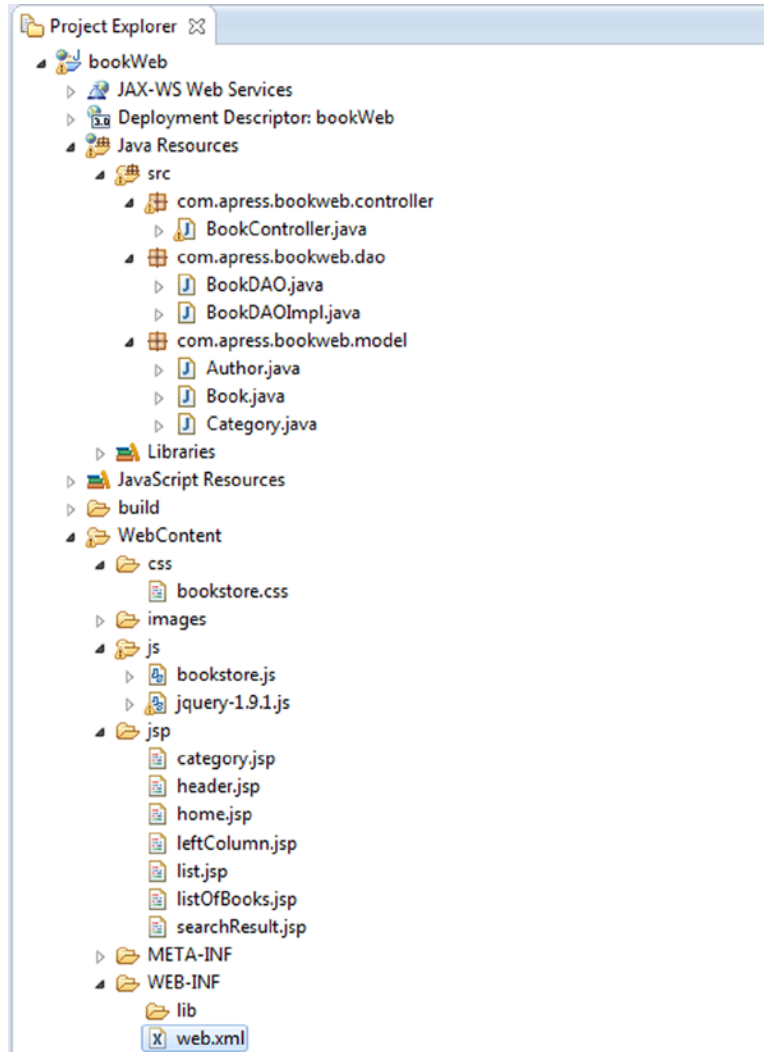 Project Explorer
bookWeb
JAX-WS Web Services
3.0 Deployment Descriptor: bookWeb
Java Resources
src
com.apress.bookweb.controller
J BookController.java
com.apress.bookweb.dao
J BookDAO.java
J BookDAOImpl.java
com.apress.bookweb.model
J Author.java
J Book.java
J Category.java
Libraries
JavaScript Resources
build
WebContent
css
bookstore.css
images
js
bookstore.js
jquery-1.9.1.js
jsp
category.jsp
header.jsp
home.jsp
leftColumn.jsp
list.jsp
listOfBooks.jsp
searchResult.jsp
META-INF
WEB-INF
lib
X web.xml